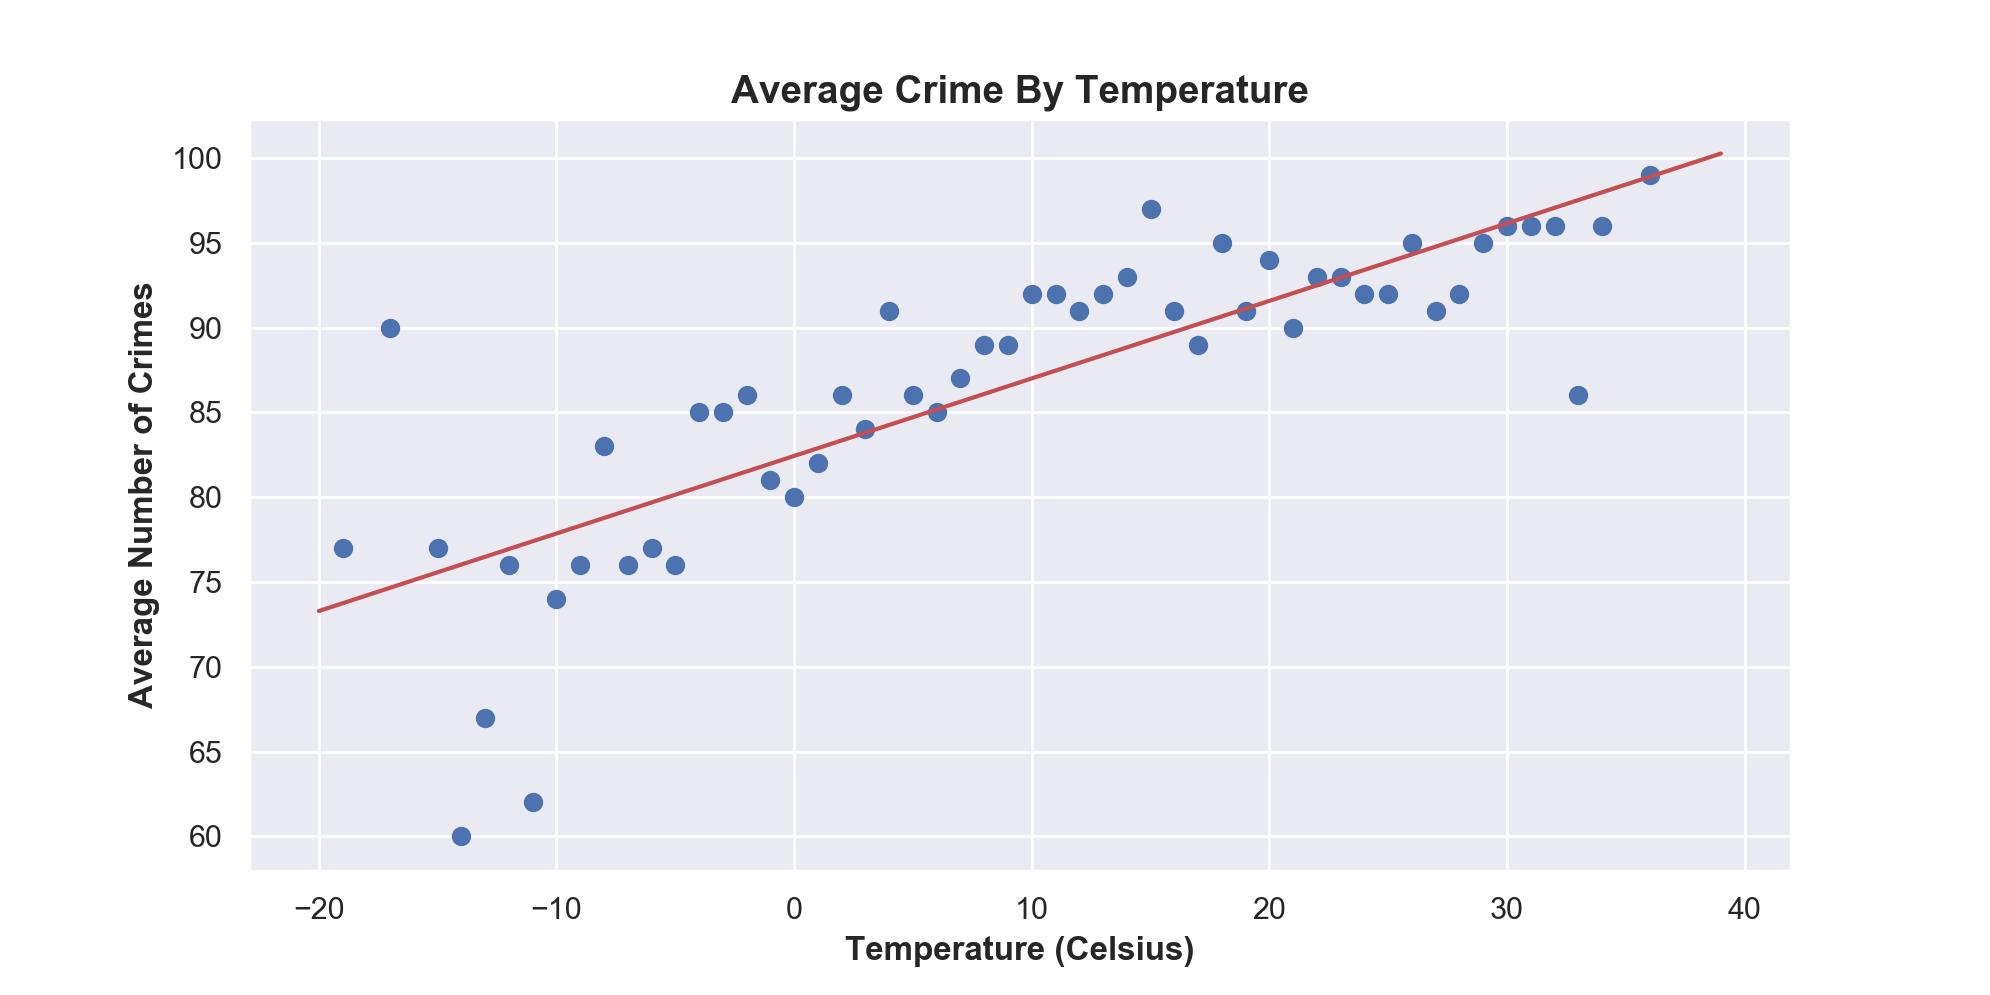 Average Crime By Temperature
100
95
90
85
80
75
70
65
60
Average Number of Crimes
−20 −10 0 10 20 30 40
Temperature (Celsius)